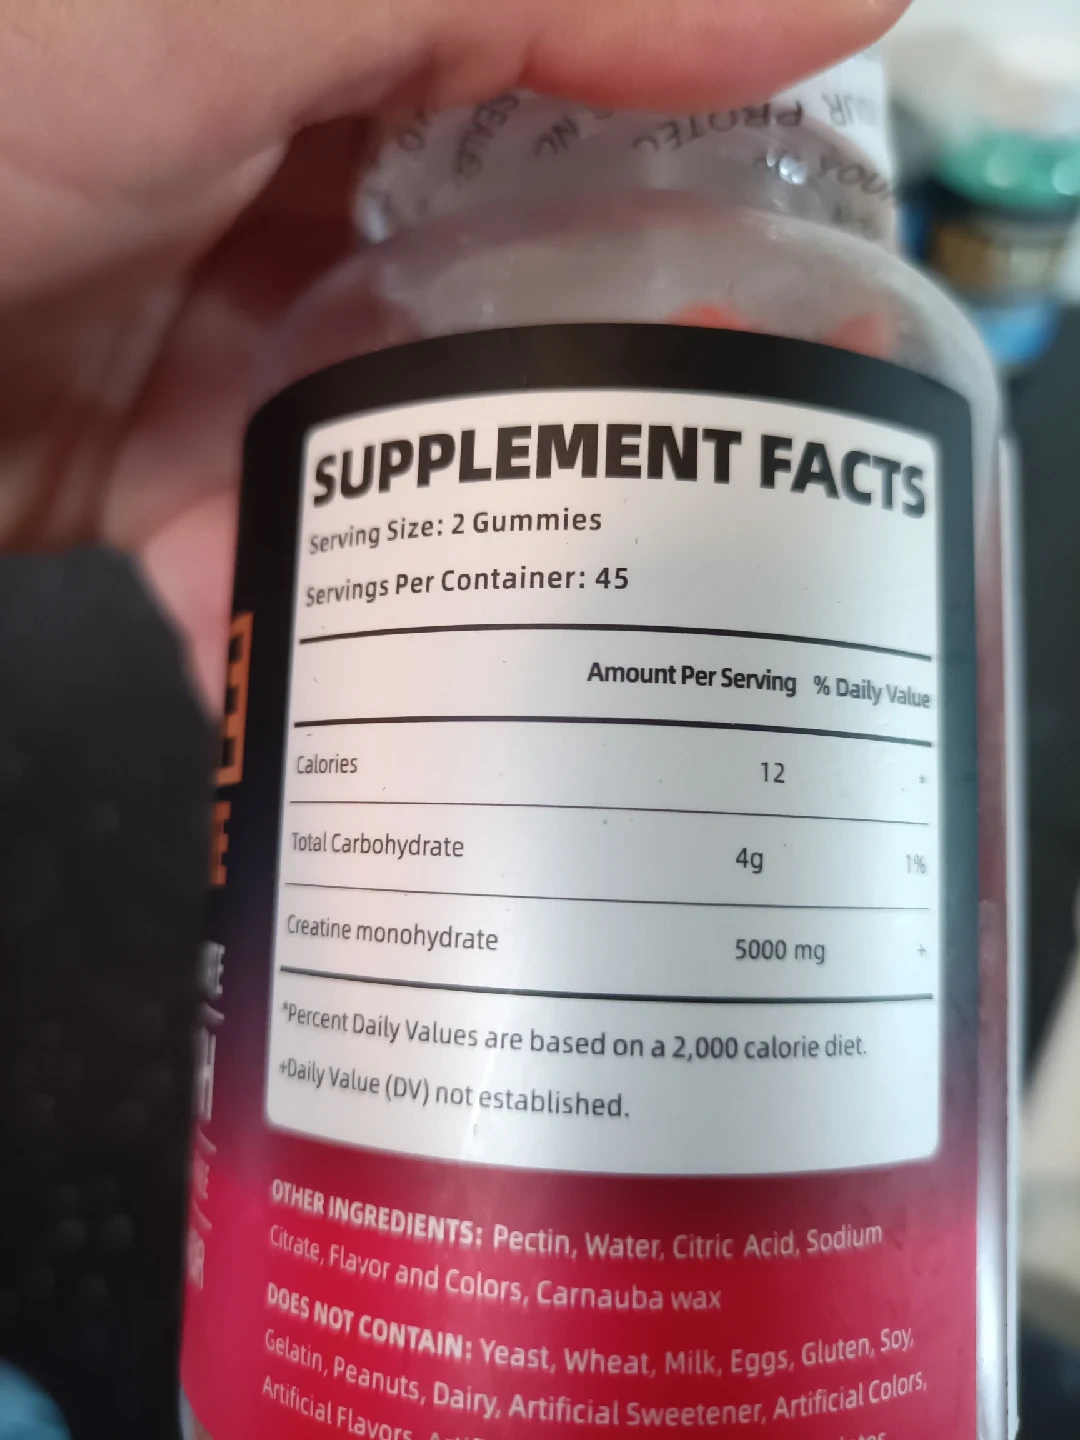 SUPPLEMENT FACTS
Serving Size: 2 Gummies
Servings Per Container: 45
Amount Per Serving % Daily Value
Calories 12 *
Total Carbohydrate 4g 1%
Creatine monohydrate 5000 mg +
*Percent Daily Values are based on a 2,000 calorie diet.
+Daily Value (DV) not established.
OTHER INGREDIENTS: Pectin, Water, Citric Acid, Sodium
Citrate, Flavor and Colors, Carnauba wax
DOES NOT CONTAIN: Yeast, Wheat, Milk, Eggs, Gluten, Soy,
Gelatin, Peanuts, Dairy, Artificial Sweetener, Artificial Colors,
Artificial Flavors,